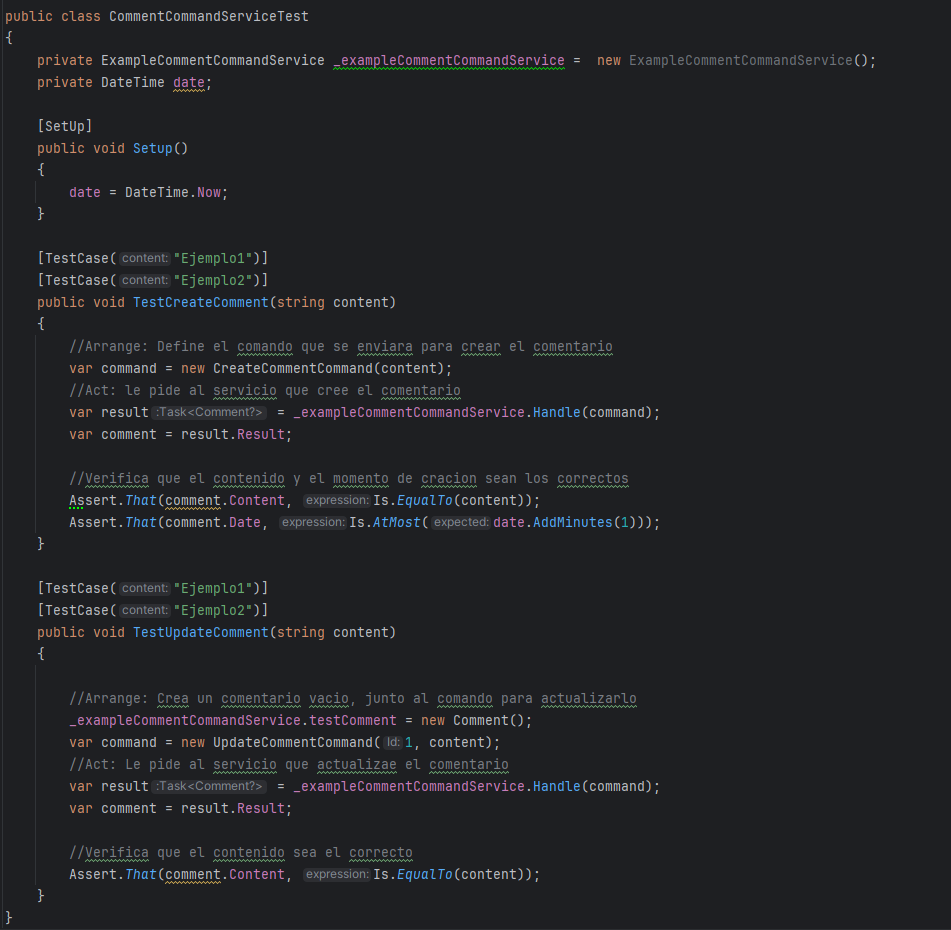 public class CommentCommandServiceTest
{
    private ExampleCommentCommandService _exampleCommentCommandService =  new ExampleCommentCommandService();
    private DateTime date;

    [SetUp]
    public void Setup()
    {
        date = DateTime.Now;
    }

    [TestCase( content: "Ejemplo1")]
    [TestCase( content: "Ejemplo2")]
    public void TestCreateComment(string content)
    {
        //Arrange: Define el comando que se enviara para crear el comentario
        var command = new CreateCommentCommand(content);
        //Act: le pide al servicio que cree el comentario
        var result :Task<Comment?> = _exampleCommentCommandService.Handle(command);
        var comment = result.Result;

        //Verifica que el contenido y el momento de cracion sean los correctos
        Assert.That(comment.Content, expression: Is.EqualTo(content));
        Assert.That(comment.Date, expression: Is.AtMost( expected: date.AddMinutes(1)));
    }

    [TestCase( content: "Ejemplo1")]
    [TestCase( content: "Ejemplo2")]
    public void TestUpdateComment(string content)
    {

        //Arrange: Crea un comentario vacio, junto al comando para actualizarlo
        _exampleCommentCommandService.testComment = new Comment();
        var command = new UpdateCommentCommand( Id: 1, content);
        //Act: Le pide al servicio que actualizae el comentario
        var result :Task<Comment?> = _exampleCommentCommandService.Handle(command);
        var comment = result.Result;

        //Verifica que el contenido sea el correcto
        Assert.That(comment.Content, expression: Is.EqualTo(content));
    }
}